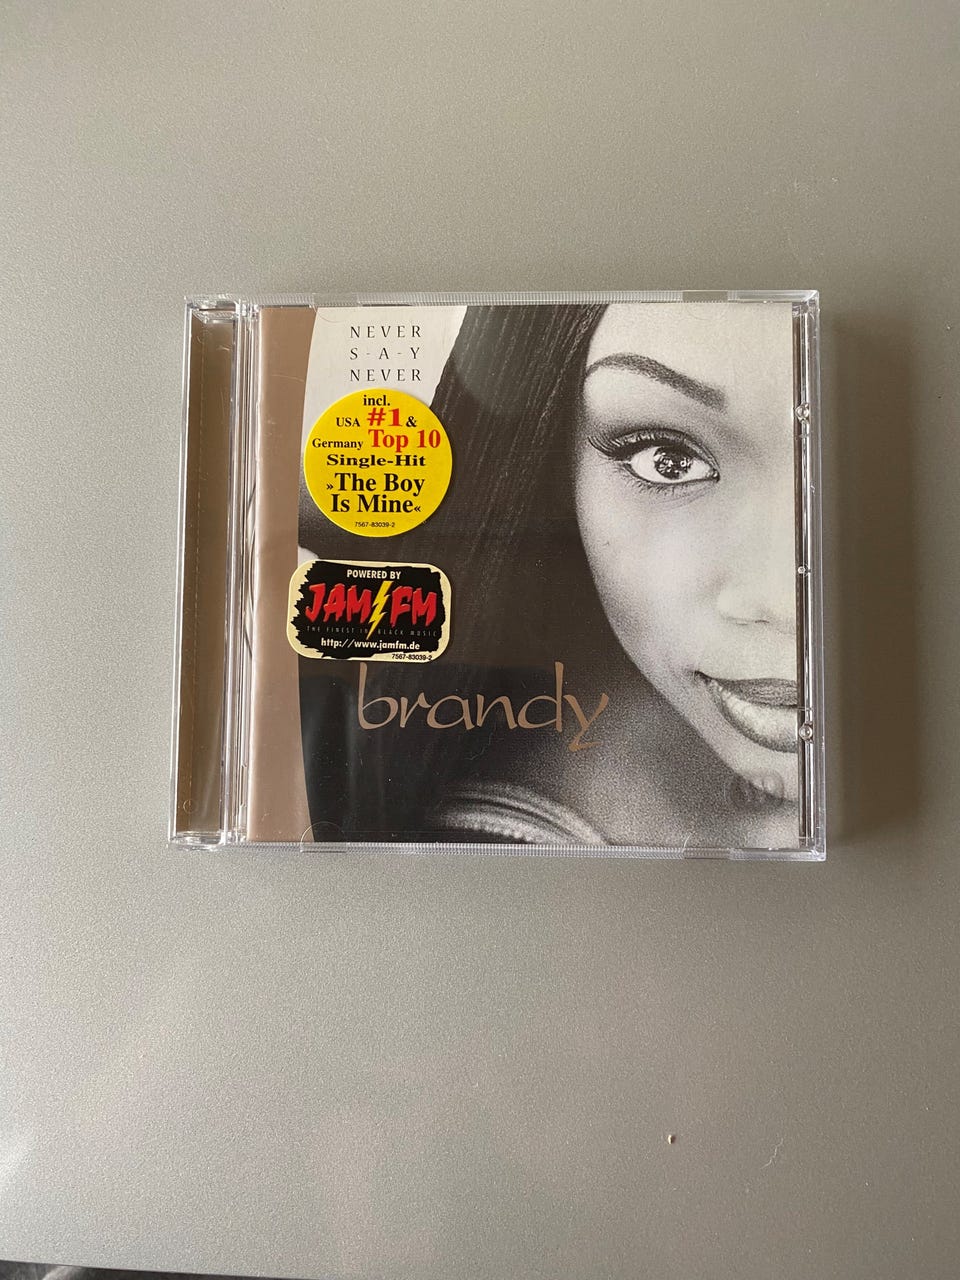 NEVER
S-A-Y
NEVER
incl.
USA #1 &
Germany Top 10
Single-Hit
»The Boy
Is Mine«
7567-83039-2
POWERED BY
JAM FM
THE FINEST IN BLACK MUSIC
http://www.jamfm.de
7567-83039-2
brandy